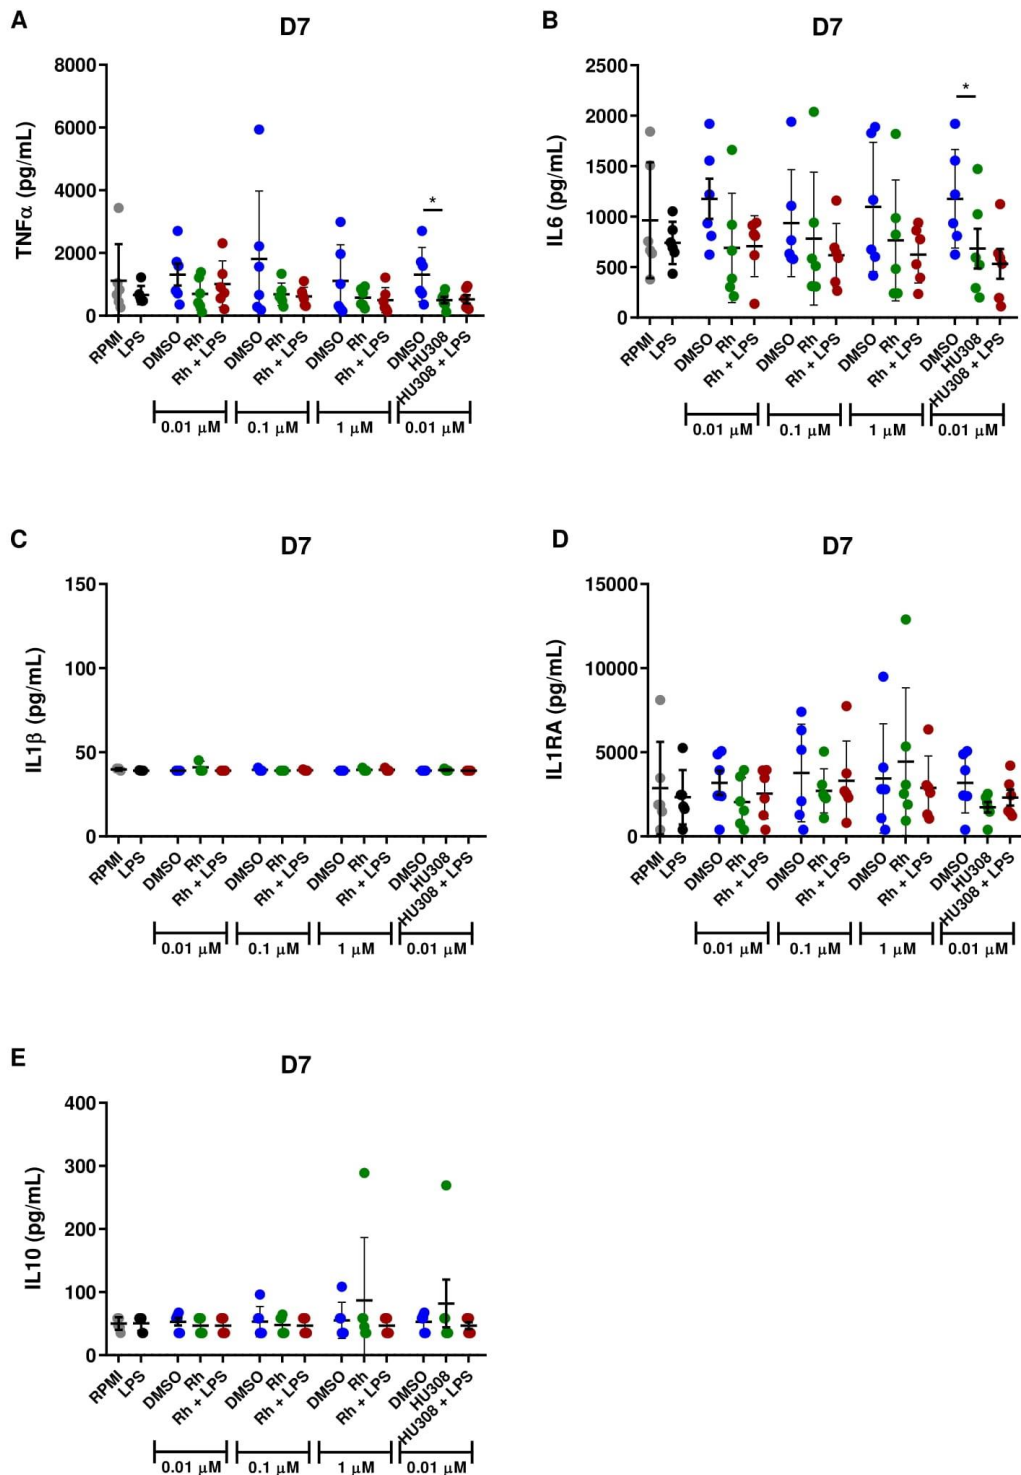 A
D7
TNFα (pg/mL)
8000
6000
4000
2000
0
*
RPMI
LPS
DMSO
Rh
Rh + LPS
DMSO
Rh
Rh + LPS
DMSO
Rh
Rh + LPS
DMSO
HU308
HU308 + LPS
0.01 μM
0.1 μM
1 μM
0.01 μM
B
D7
IL6 (pg/mL)
2500
2000
1500
1000
500
0
*
RPMI
LPS
DMSO
Rh
Rh + LPS
DMSO
Rh
Rh + LPS
DMSO
Rh
Rh + LPS
DMSO
HU308
HU308 + LPS
0.01 μM
0.1 μM
1 μM
0.01 μM
C
D7
IL1β (pg/mL)
150
100
50
0
RPMI
LPS
DMSO
Rh
Rh + LPS
DMSO
Rh
Rh + LPS
DMSO
Rh
Rh + LPS
DMSO
HU308
HU308 + LPS
0.01 μM
0.1 μM
1 μM
0.01 μM
D
D7
IL1RA (pg/mL)
15000
10000
5000
0
RPMI
LPS
DMSO
Rh
Rh + LPS
DMSO
Rh
Rh + LPS
DMSO
Rh
Rh + LPS
DMSO
HU308
HU308 + LPS
0.01 μM
0.1 μM
1 μM
0.01 μM
E
D7
IL10 (pg/mL)
400
300
200
100
0
RPMI
LPS
DMSO
Rh
Rh + LPS
DMSO
Rh
Rh + LPS
DMSO
Rh
Rh + LPS
DMSO
HU308
HU308 + LPS
0.01 μM
0.1 μM
1 μM
0.01 μM